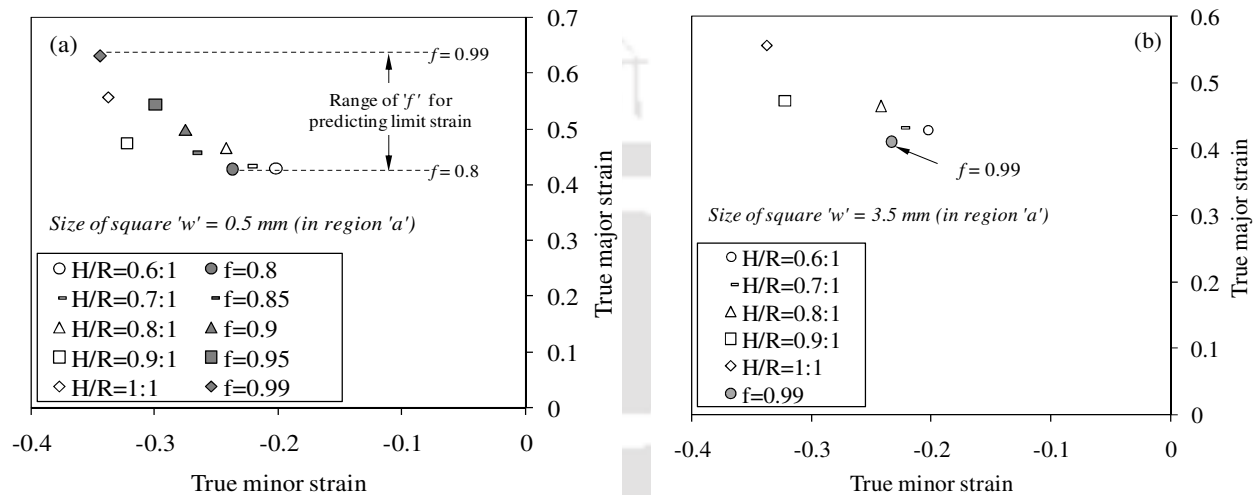 (a)
f = 0.99
Range of 'f' for
predicting limit strain
f = 0.8
Size of square 'w' = 0.5 mm (in region 'a')
H/R=0.6:1
f=0.8
H/R=0.7:1
f=0.85
H/R=0.8:1
f=0.9
H/R=0.9:1
f=0.95
H/R=1:1
f=0.99
0.7
0.6
0.5
0.4
0.3
0.2
0.1
0
True major strain
-0.4
-0.3
-0.2
-0.1
0
True minor strain
(b)
f = 0.99
Size of square 'w' = 3.5 mm (in region 'a')
H/R=0.6:1
H/R=0.7:1
H/R=0.8:1
H/R=0.9:1
H/R=1:1
f=0.99
0.6
0.5
0.4
0.3
0.2
0.1
0
True major strain
-0.4
-0.3
-0.2
-0.1
0
True minor strain